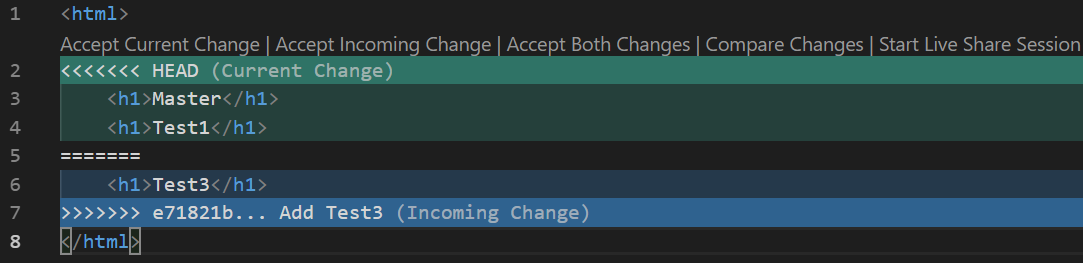 1 <html>
Accept Current Change | Accept Incoming Change | Accept Both Changes | Compare Changes | Start Live Share Session
2 <<<<<<< HEAD (Current Change)
3     <h1>Master</h1>
4     <h1>Test1</h1>
5 =======
6     <h1>Test3</h1>
7 >>>>>>> e71821b... Add Test3 (Incoming Change)
8 </html>